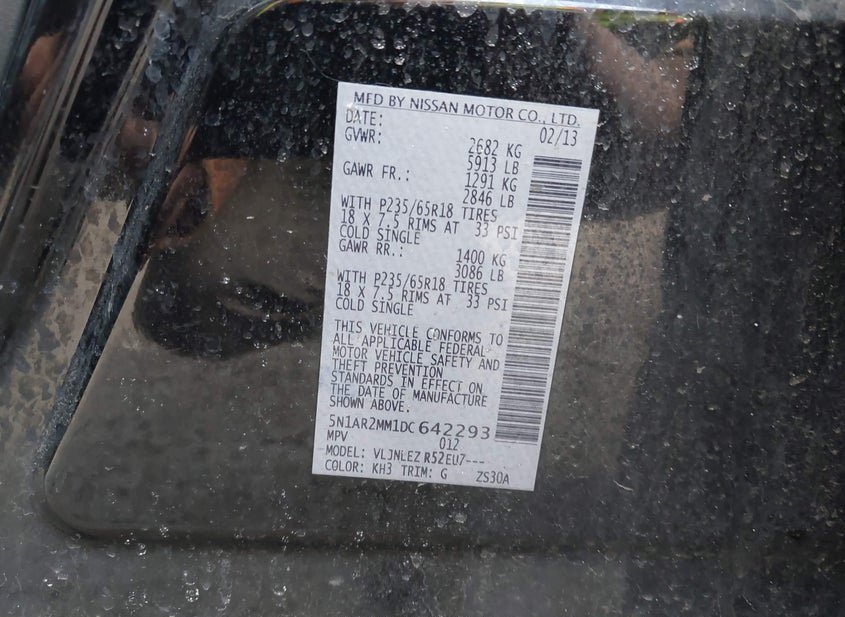 MFD BY NISSAN MOTOR CO., LTD.
DATE: 02/13
GVWR: 2682 KG
5913 LB
GAWR FR.: 1291 KG
2846 LB
WITH P235/65R18 TIRES
18 X 7.5 RIMS AT 33 PSI
COLD SINGLE
GAWR RR.: 1400 KG
3086 LB
WITH P235/65R18 TIRES
18 X 7.5 RIMS AT 33 PSI
COLD SINGLE
THIS VEHICLE CONFORMS TO
ALL APPLICABLE FEDERAL
MOTOR VEHICLE SAFETY AND
THEFT PREVENTION
STANDARDS IN EFFECT ON
THE DATE OF MANUFACTURE
SHOWN ABOVE.
5N1AR2MM1DC642293
MPV 012
MODEL: VLJNLEZ R52EU7---
COLOR: KH3 TRIM: G ZS30A